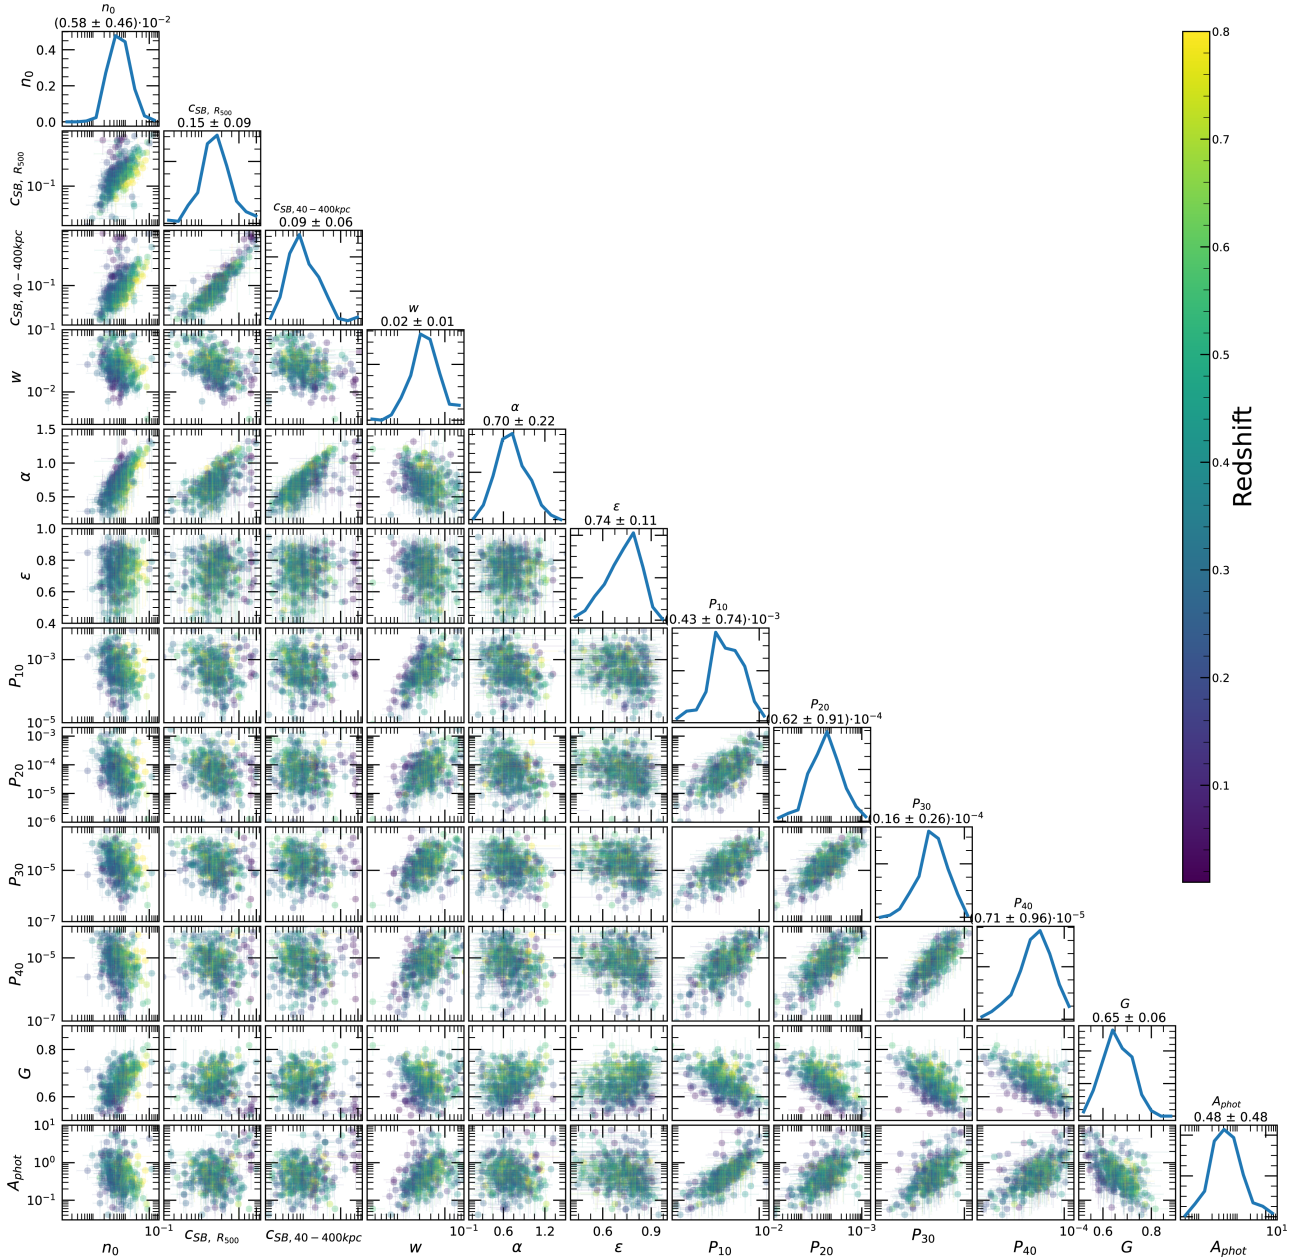 n₀
(0.58 ± 0.46)·10⁻²
0.4
0.2
0.0
n₀
c_SB, R₅₀₀
0.15 ± 0.09
10⁻¹
c_SB, R₅₀₀
c_SB, 40−400kpc
0.09 ± 0.06
10⁻¹
c_SB, 40−400kpc
w
0.02 ± 0.01
10⁻¹
10⁻²
w
α
0.70 ± 0.22
1.5
1.0
0.5
α
ε
0.74 ± 0.11
1.0
0.8
0.6
0.4
ε
P₁₀
(0.43 ± 0.74)·10⁻³
10⁻³
10⁻⁵
P₁₀
P₂₀
(0.62 ± 0.91)·10⁻⁴
10⁻³
10⁻⁴
10⁻⁵
10⁻⁶
P₂₀
P₃₀
(0.16 ± 0.26)·10⁻⁴
10⁻⁵
10⁻⁷
P₃₀
P₄₀
(0.71 ± 0.96)·10⁻⁵
10⁻⁵
10⁻⁷
P₄₀
G
0.65 ± 0.06
0.8
0.6
G
A_phot
0.48 ± 0.48
10¹
10⁰
10⁻¹
A_phot
10⁻¹ 10⁻¹ 0.6 1.2 0.6 0.9 10⁻² 10⁻³ 10⁻⁴ 0.6 0.8 10¹
n₀ c_SB, R₅₀₀ c_SB, 40−400kpc w α ε P₁₀ P₂₀ P₃₀ P₄₀ G A_phot
0.8
0.7
0.6
0.5
0.4
0.3
0.2
0.1
Redshift